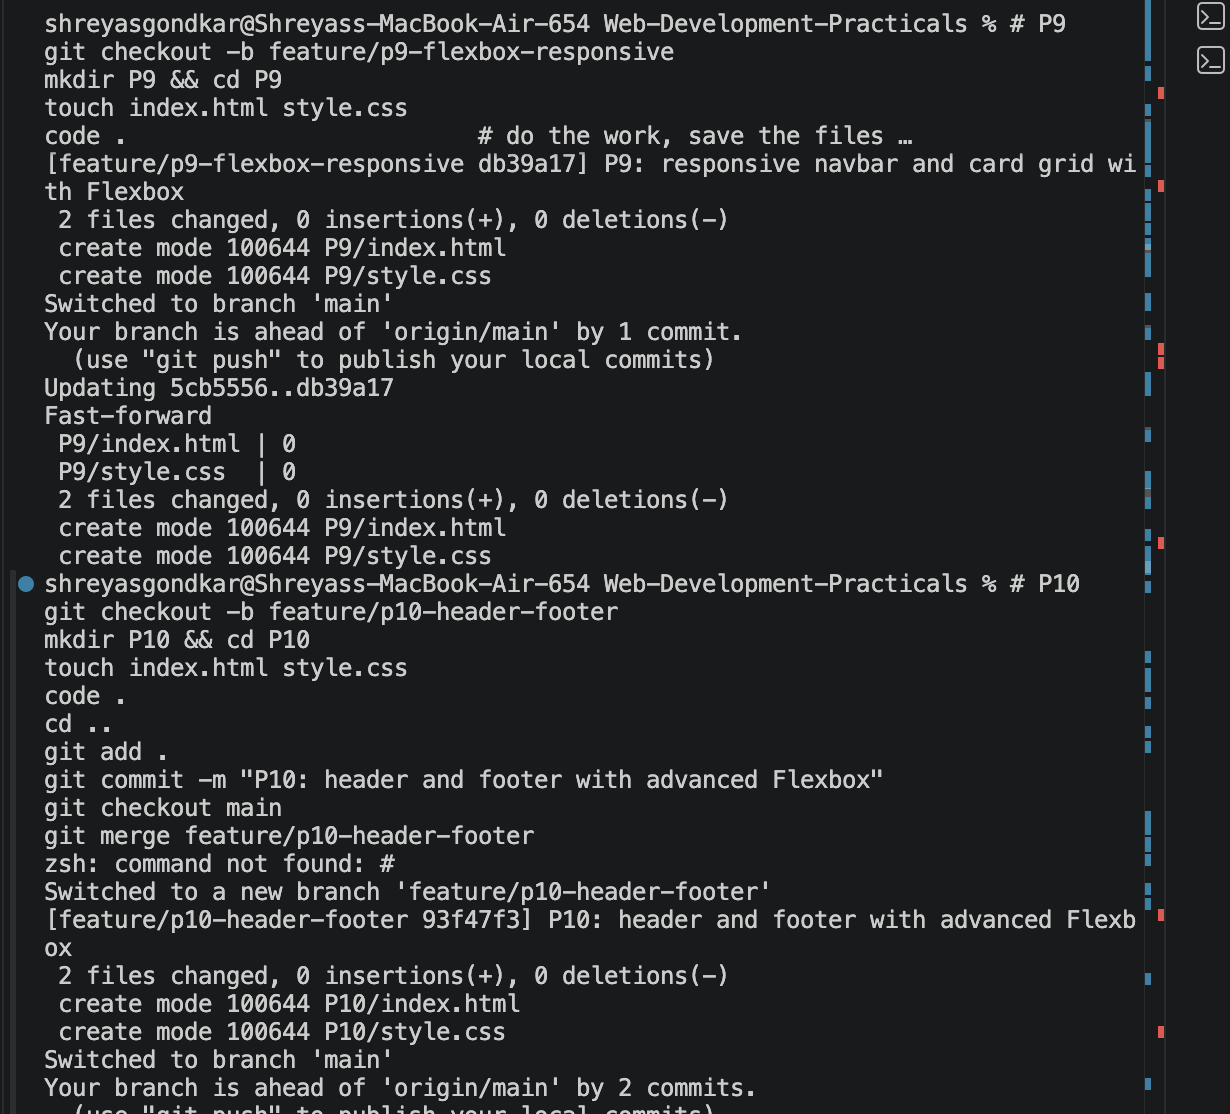 shreyasgondkar@Shreyass-MacBook-Air-654 Web-Development-Practicals % # P9
git checkout -b feature/p9-flexbox-responsive
mkdir P9 && cd P9
touch index.html style.css
code .                         # do the work, save the files …
[feature/p9-flexbox-responsive db39a17] P9: responsive navbar and card grid wi
th Flexbox
 2 files changed, 0 insertions(+), 0 deletions(-)
 create mode 100644 P9/index.html
 create mode 100644 P9/style.css
Switched to branch 'main'
Your branch is ahead of 'origin/main' by 1 commit.
  (use "git push" to publish your local commits)
Updating 5cb5556..db39a17
Fast-forward
 P9/index.html | 0
 P9/style.css  | 0
 2 files changed, 0 insertions(+), 0 deletions(-)
 create mode 100644 P9/index.html
 create mode 100644 P9/style.css
shreyasgondkar@Shreyass-MacBook-Air-654 Web-Development-Practicals % # P10
git checkout -b feature/p10-header-footer
mkdir P10 && cd P10
touch index.html style.css
code .
cd ..
git add .
git commit -m "P10: header and footer with advanced Flexbox"
git checkout main
git merge feature/p10-header-footer
zsh: command not found: #
Switched to a new branch 'feature/p10-header-footer'
[feature/p10-header-footer 93f47f3] P10: header and footer with advanced Flexb
ox
 2 files changed, 0 insertions(+), 0 deletions(-)
 create mode 100644 P10/index.html
 create mode 100644 P10/style.css
Switched to branch 'main'
Your branch is ahead of 'origin/main' by 2 commits.
  (use "git push" to publish your local commits)